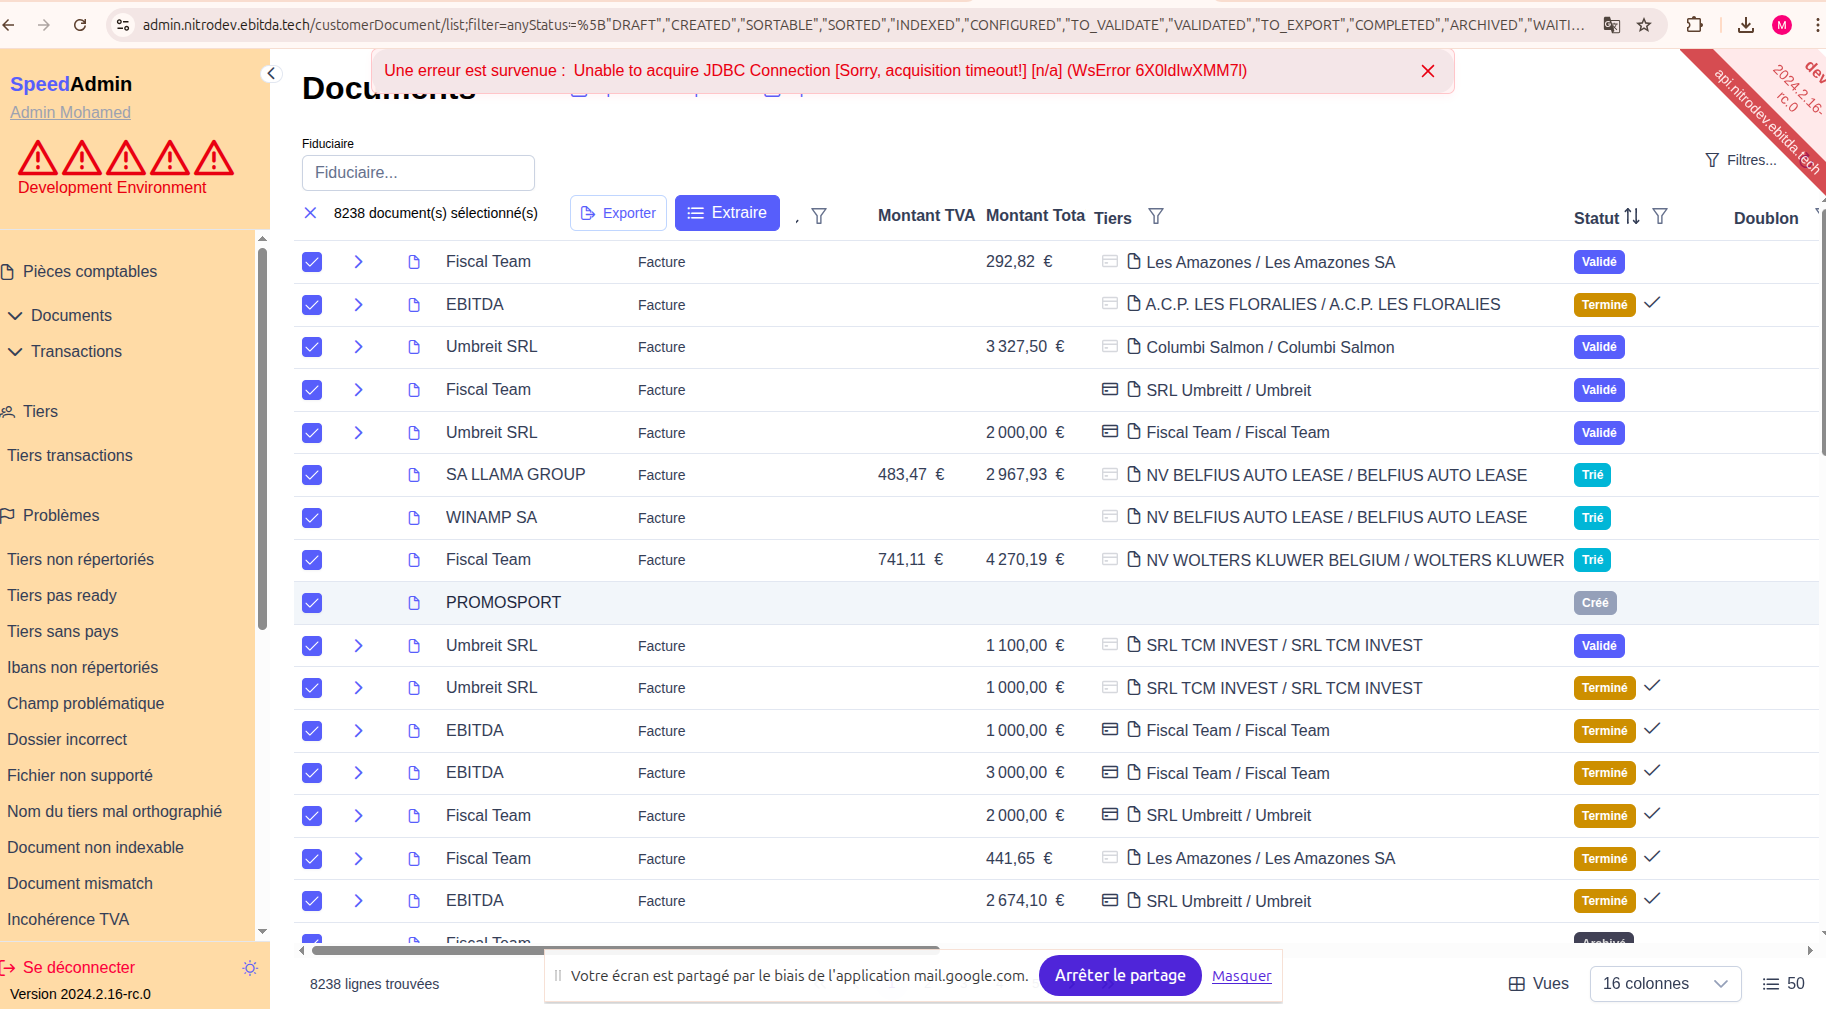 admin.nitrodev.ebitda.tech/customerDocument/list;filter=anyStatus:=%5B"DRAFT","CREATED","SORTABLE","SORTED","INDEXED","CONFIGURED","TO_VALIDATE","VALIDATED","TO_EXPORT","COMPLETED","ARCHIVED","WAITI...
M
SpeedAdmin
Admin Mohamed
Development Environment
Pièces comptables
Documents
Transactions
Tiers
Tiers transactions
Problèmes
Tiers non répertoriés
Tiers pas ready
Tiers sans pays
Ibans non répertoriés
Champ problématique
Dossier incorrect
Fichier non supporté
Nom du tiers mal orthographié
Document non indexable
Document mismatch
Incohérence TVA
Se déconnecter
Version 2024.2.16-rc.0
Une erreur est survenue : Unable to acquire JDBC Connection [Sorry, acquisition timeout!] [n/a] (WsError 6X0ldIwXMM7l)
Documents
dev
2024.2.16-
rc.0
api.nitrodev.ebitda.tech
Fiduciaire
Fiduciaire...
Filtres...
8238 document(s) sélectionné(s) Exporter Extraire
Montant TVA Montant Tota Tiers Statut Doublon
Fiscal Team Facture 292,82 € Les Amazones / Les Amazones SA Validé
EBITDA Facture A.C.P. LES FLORALIES / A.C.P. LES FLORALIES Terminé
Umbreit SRL Facture 3 327,50 € Columbi Salmon / Columbi Salmon Validé
Fiscal Team Facture SRL Umbreitt / Umbreit Validé
Umbreit SRL Facture 2 000,00 € Fiscal Team / Fiscal Team Validé
SA LLAMA GROUP Facture 483,47 € 2 967,93 € NV BELFIUS AUTO LEASE / BELFIUS AUTO LEASE Trié
WINAMP SA Facture NV BELFIUS AUTO LEASE / BELFIUS AUTO LEASE Trié
Fiscal Team Facture 741,11 € 4 270,19 € NV WOLTERS KLUWER BELGIUM / WOLTERS KLUWER Trié
PROMOSPORT Créé
Umbreit SRL Facture 1 100,00 € SRL TCM INVEST / SRL TCM INVEST Validé
Umbreit SRL Facture 1 000,00 € SRL TCM INVEST / SRL TCM INVEST Terminé
EBITDA Facture 1 000,00 € Fiscal Team / Fiscal Team Terminé
EBITDA Facture 3 000,00 € Fiscal Team / Fiscal Team Terminé
Fiscal Team Facture 2 000,00 € SRL Umbreitt / Umbreit Terminé
Fiscal Team Facture 441,65 € Les Amazones / Les Amazones SA Terminé
EBITDA Facture 2 674,10 € SRL Umbreitt / Umbreit Terminé
Fiscal Team Archivé
8238 lignes trouvées
Votre écran est partagé par le biais de l'application mail.google.com. Arrêter le partage Masquer
Vues 16 colonnes 50